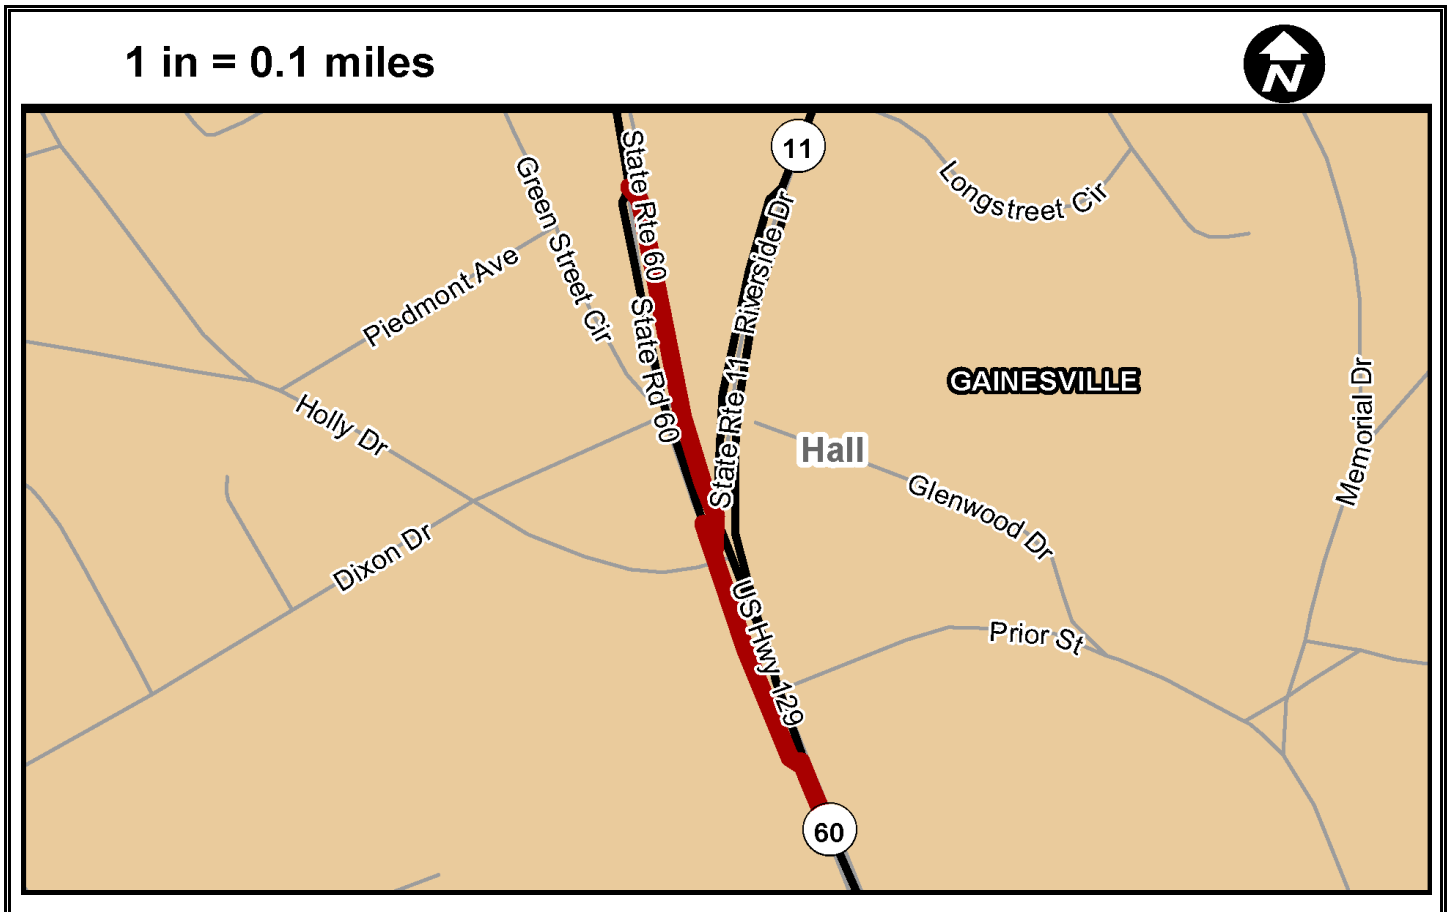 1 in = 0.1 miles
N
11
State Rte 60
Green Street Cir
Longstreet Cir
Riverside Dr
Piedmont Ave
State Rd 60
State Rte 11
GAINESVILLE
Memorial Dr
Holly Dr
Hall
Glenwood Dr
Dixon Dr
US Hwy 129
Prior St
60